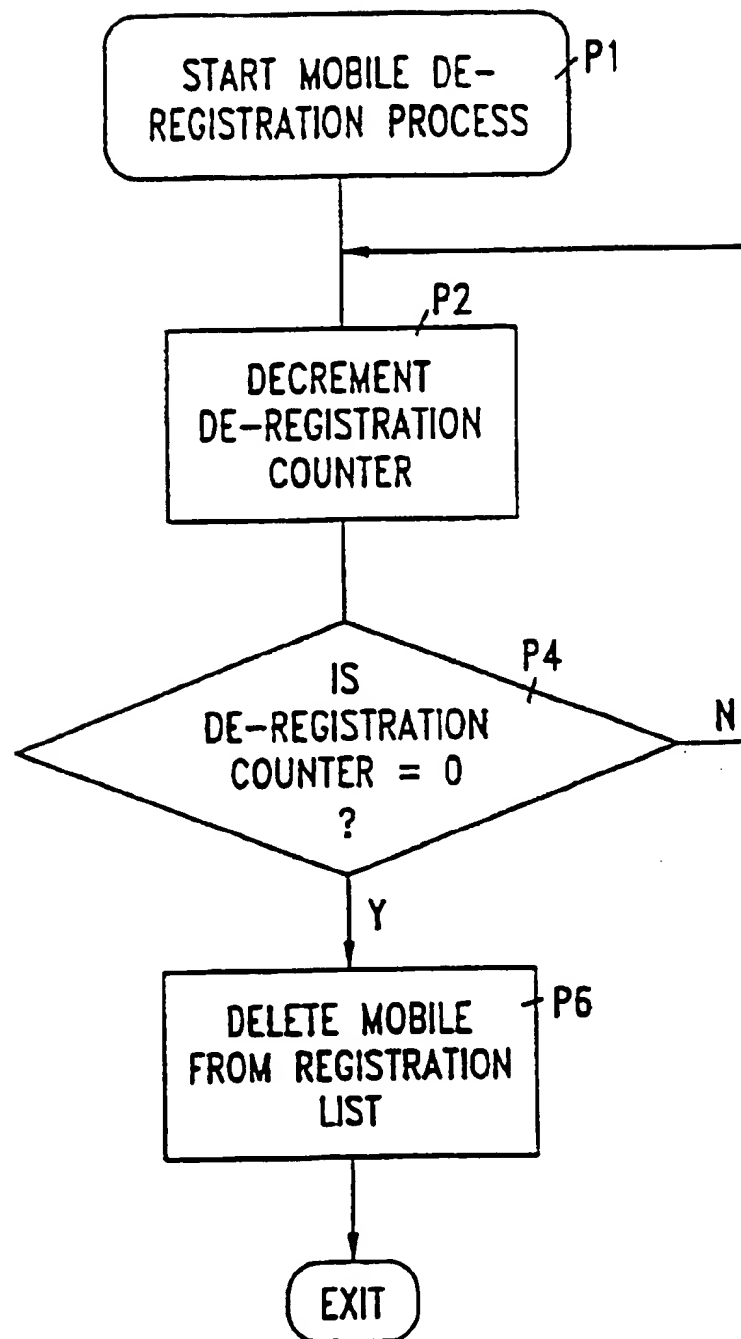 START MOBILE DE-
REGISTRATION PROCESS
P1
P2
DECREMENT
DE-REGISTRATION
COUNTER
P4
IS
DE-REGISTRATION
COUNTER = 0
?
N
Y
P6
DELETE MOBILE
FROM REGISTRATION
LIST
EXIT